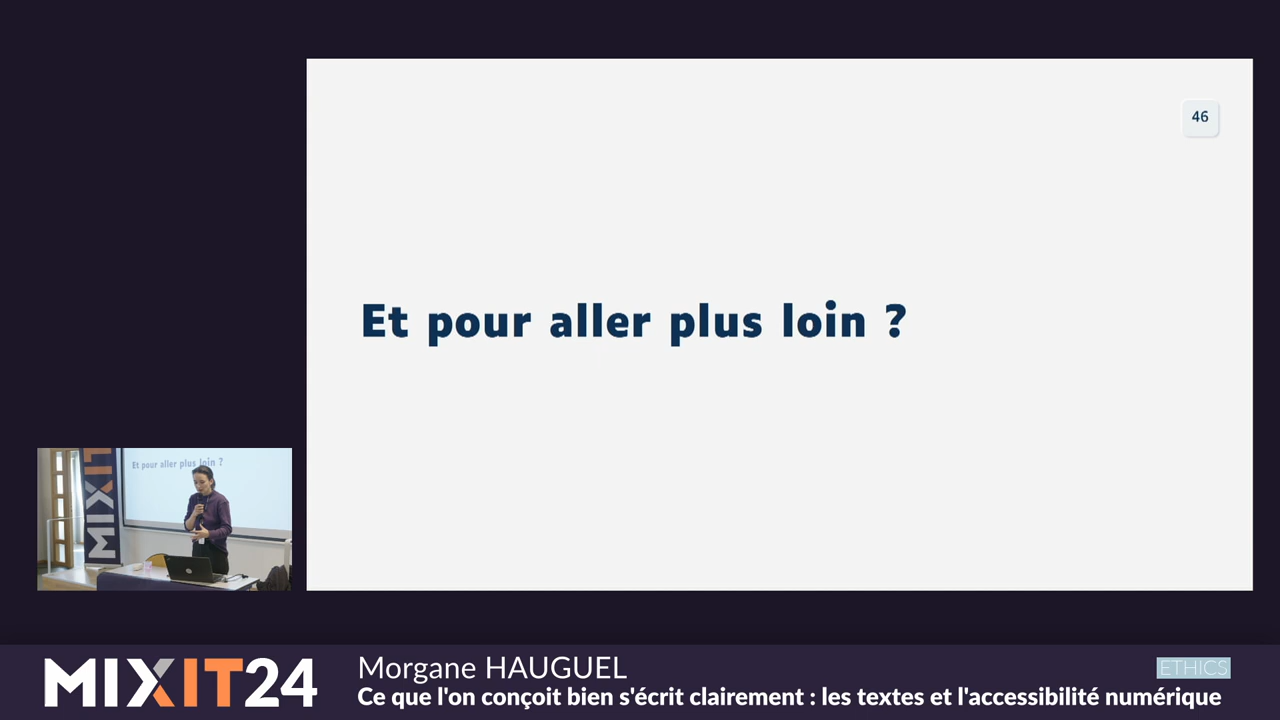 46
Et pour aller plus loin ?
MIXIT
Et pour aller plus loin ?
MIXIT24
Morgane HAUGUEL
ETHICS
Ce que l'on conçoit bien s'écrit clairement : les textes et l'accessibilité numérique